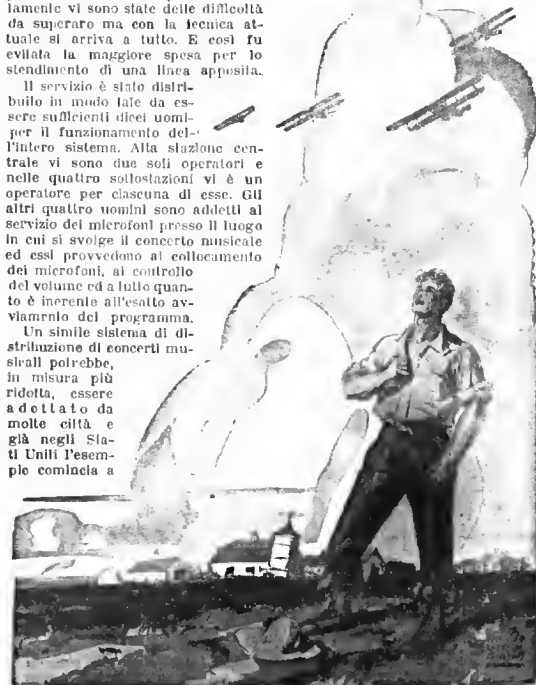 iamente vi sono state delle difficoltà
da superaro ma con la tecnica at-
tuale si arriva a tutto. E così fu
evitata la maggiore spesa per lo
stendimento di una linea apposita.
Il servizio è stato distri-
buito in modo tale da es-
sere sufficienti dieci uomi-
per il funzionamento del-
l'intero sistema. Alla stazione cen-
trale vi sono due soli operatori e
nelle quattro sottostazioni vi è un
operatore per ciascuna di esse. Gli
altri quattro uomini sono addetti al
servizio dei microfoni presso il luogo
in cui si svolge il concerto musicale
ed essi provvedono al collocamento
dei microfoni, al controllo
del volume ed a tutto quan-
to è inerente all'esatto av-
viamento del programma.
Un simile sistema di di-
stribuzione di concerti mu-
sicali potrebbe,
in misura più
ridotta, essere
adottato da
molte città e
già negli Sta-
ti Uniti l'esem-
pio comincia a